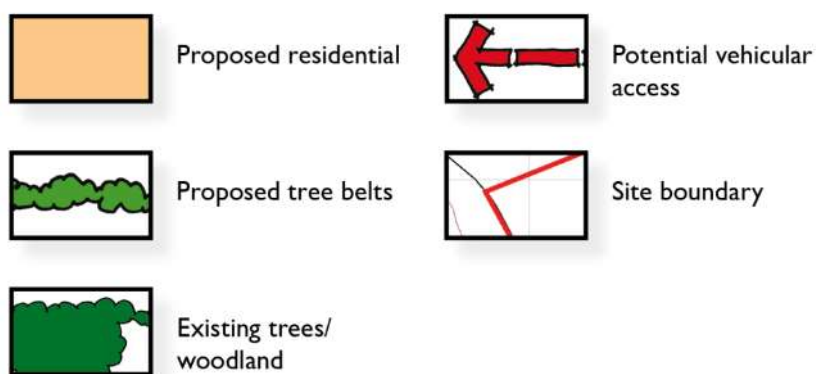 Proposed residential
Potential vehicular
access
Proposed tree belts
Site boundary
Existing trees/
woodland